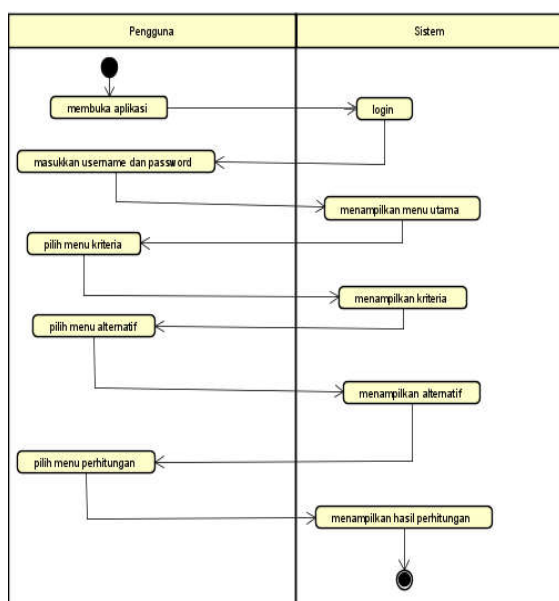 Pengguna
Sistem
membuka aplikasi
login
masukkan username dan password
menampilkan menu utama
pilih menu kriteria
menampilkan kriteria
pilih menu alternatif
menampilkan alternatif
pilih menu perhitungan
menampilkan hasil perhitungan